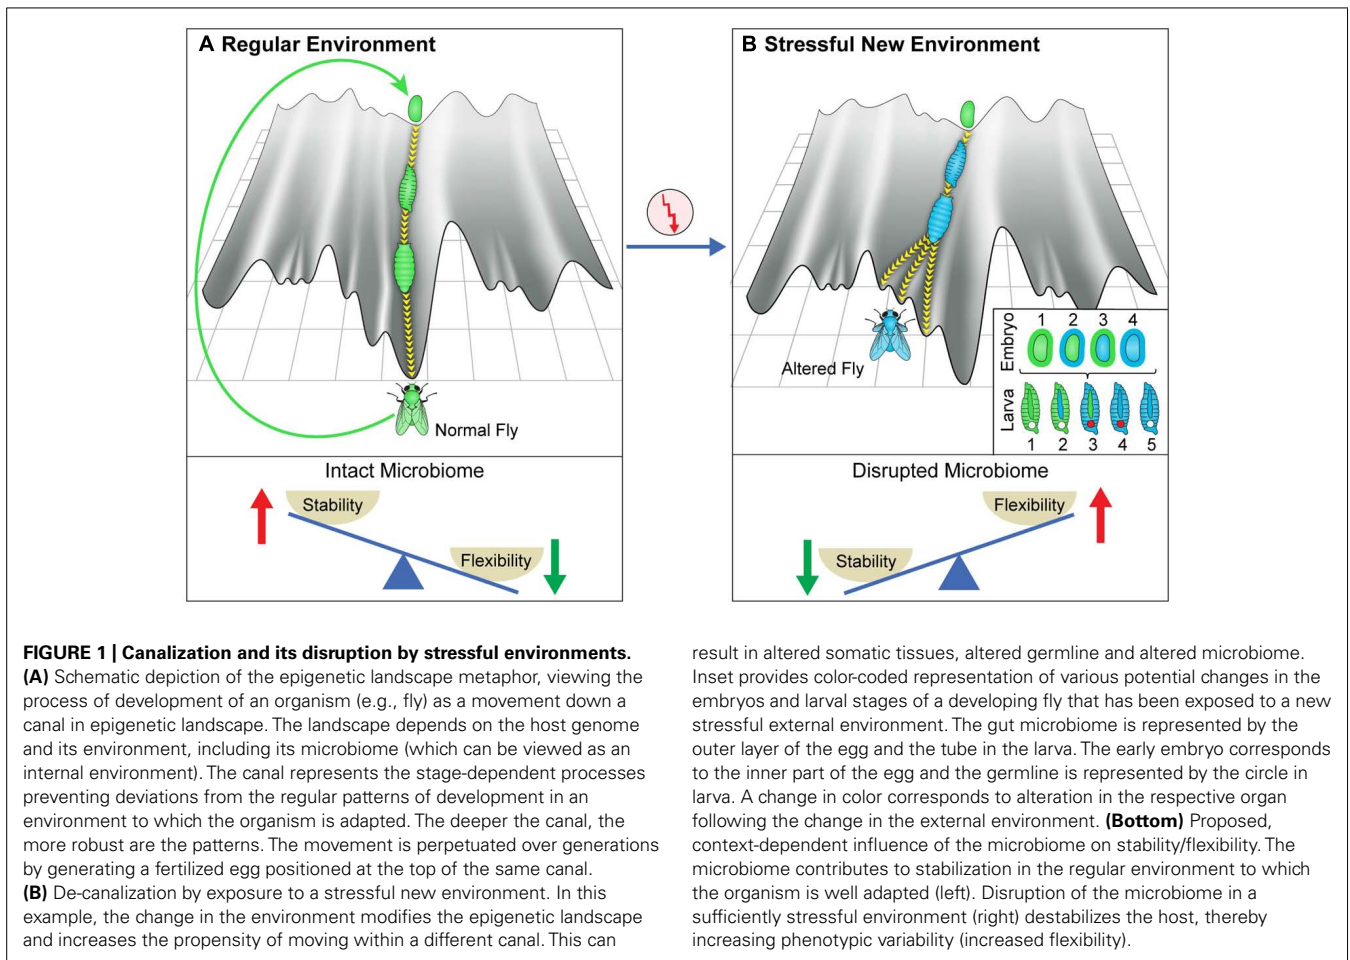 A Regular Environment
Normal Fly
Intact Microbiome
Stability
Flexibility
B Stressful New Environment
Altered Fly
Embryo
1 2 3 4
Larva
1 2 3 4 5
Disrupted Microbiome
Flexibility
Stability
FIGURE 1 | Canalization and its disruption by stressful environments.
(A) Schematic depiction of the epigenetic landscape metaphor, viewing the
process of development of an organism (e.g., fly) as a movement down a
canal in epigenetic landscape. The landscape depends on the host genome
and its environment, including its microbiome (which can be viewed as an
internal environment). The canal represents the stage-dependent processes
preventing deviations from the regular patterns of development in an
environment to which the organism is adapted. The deeper the canal, the
more robust are the patterns. The movement is perpetuated over generations
by generating a fertilized egg positioned at the top of the same canal.
(B) De-canalization by exposure to a stressful new environment. In this
example, the change in the environment modifies the epigenetic landscape
and increases the propensity of moving within a different canal. This can
result in altered somatic tissues, altered germline and altered microbiome.
Inset provides color-coded representation of various potential changes in the
embryos and larval stages of a developing fly that has been exposed to a new
stressful external environment. The gut microbiome is represented by the
outer layer of the egg and the tube in the larva. The early embryo corresponds
to the inner part of the egg and the germline is represented by the circle in
larva. A change in color corresponds to alteration in the respective organ
following the change in the external environment. (Bottom) Proposed,
context-dependent influence of the microbiome on stability/flexibility. The
microbiome contributes to stabilization in the regular environment to which
the organism is well adapted (left). Disruption of the microbiome in a
sufficiently stressful environment (right) destabilizes the host, thereby
increasing phenotypic variability (increased flexibility).